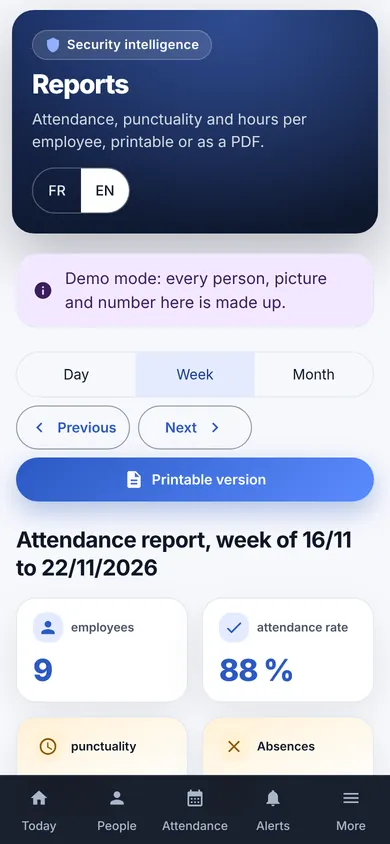 Security intelligence
Reports
Attendance, punctuality and hours per
employee, printable or as a PDF.
FR EN
Demo mode: every person, picture
and number here is made up.
Day Week Month
Previous Next
Printable version
Attendance report, week of 16/11
to 22/11/2026
employees attendance rate
9 88 %
punctuality Absences
Today People Attendance Alerts More